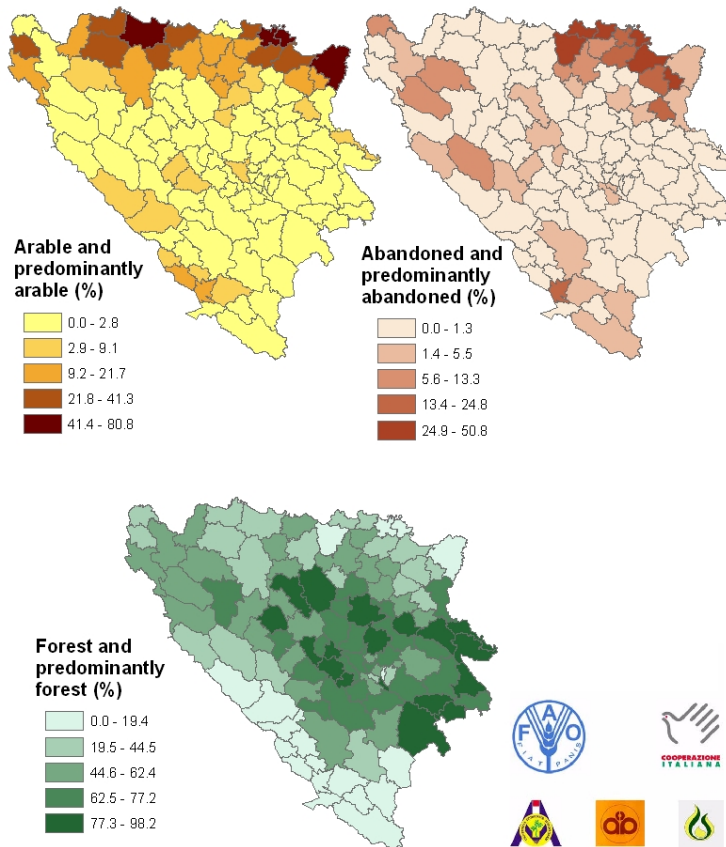 Arable and
predominantly
arable (%)
0.0 - 2.8
2.9 - 9.1
9.2 - 21.7
21.8 - 41.3
41.4 - 80.8
Abandoned and
predominantly
abandoned (%)
0.0 - 1.3
1.4 - 5.5
5.6 - 13.3
13.4 - 24.8
24.9 - 50.8
Forest and
predominantly
forest (%)
0.0 - 19.4
19.5 - 44.5
44.6 - 62.4
62.5 - 77.2
77.3 - 98.2
F A O
FIAT PANIS
COOPERAZIONE
ITALIANA